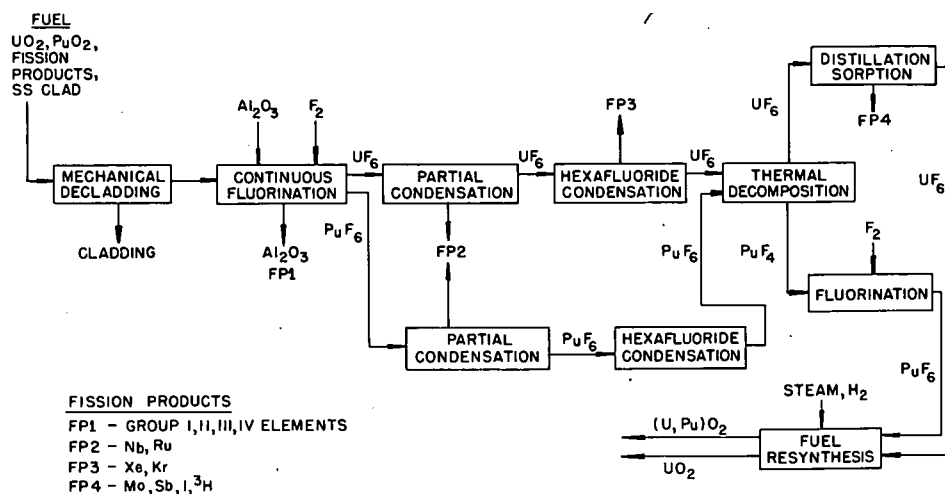 FUEL
UO2, PuO2,
FISSION
PRODUCTS,
SS CLAD
MECHANICAL
DECLADDING
CLADDING
Al2O3
F2
CONTINUOUS
FLUORINATION
Al2O3
FP1
UF6
PuF6
PARTIAL
CONDENSATION
FP2
UF6
FP3
HEXAFLUORIDE
CONDENSATION
UF6
PARTIAL
CONDENSATION
PuF6
HEXAFLUORIDE
CONDENSATION
PuF6
THERMAL
DECOMPOSITION
UF6
DISTILLATION
SORPTION
FP4
UF6
PuF4
F2
FLUORINATION
PuF6
STEAM, H2
FUEL
RESYNTHESIS
(U, Pu)O2
UO2
FISSION PRODUCTS
FP1 - GROUP I, II, III, IV ELEMENTS
FP2 - Nb, Ru
FP3 - Xe, Kr
FP4 - Mo, Sb, I, 3H